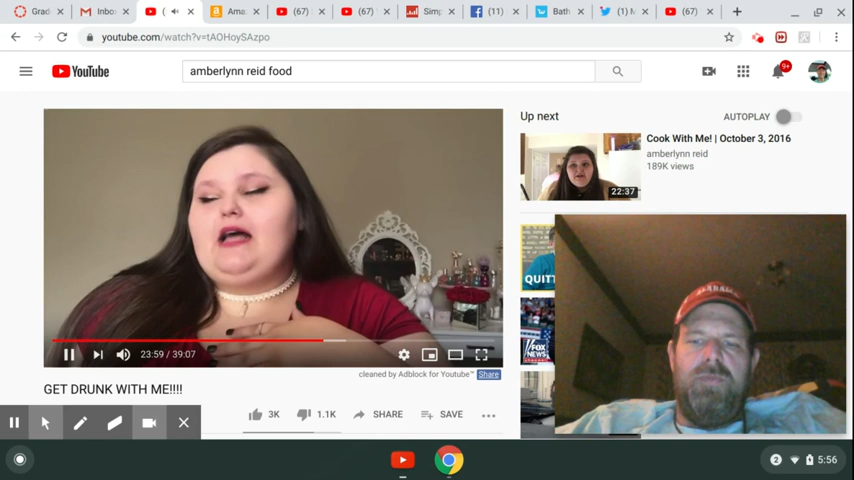 Grad
Inbo
(
Ama
(67)
(67)
Simp
(11)
Bath
(1)
(67)
youtube.com/watch?v=tAOHoySAzpo
YouTube
amberlynn reid food
9+
Up next
AUTOPLAY
Cook With Me! | October 3, 2016
amberlynn reid
189K views
22:37
QUIT
FOX
NEWS
ALABAMA
23:59 / 39:07
cleaned by Adblock for Youtube™ Share
GET DRUNK WITH ME!!!!
3K
1.1K
SHARE
SAVE
2
5:56